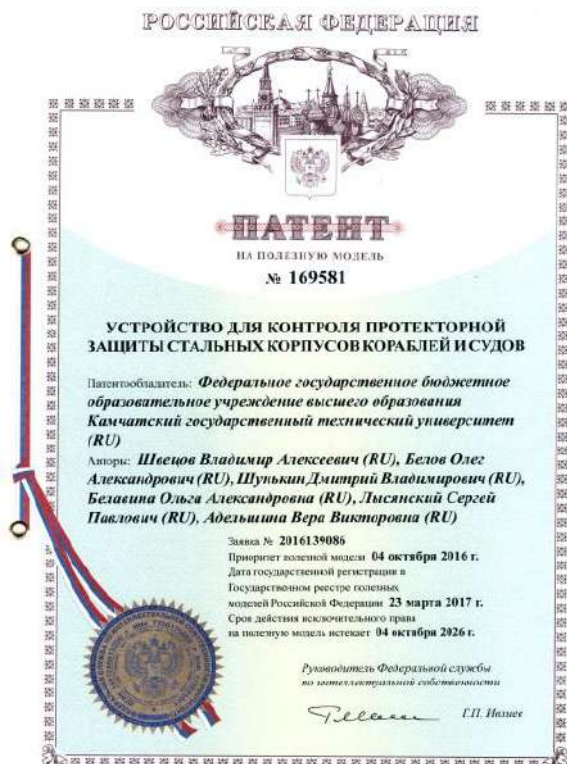 РОССИЙСКАЯ ФЕДЕРАЦИЯ
ПАТЕНТ
НА ПОЛЕЗНУЮ МОДЕЛЬ
№ 169581
УСТРОЙСТВО ДЛЯ КОНТРОЛЯ ПРОТЕКТОРНОЙ
ЗАЩИТЫ СТАЛЬНЫХ КОРПУСОВ КОРАБЛЕЙ И СУДОВ
Патентообладатель: Федеральное государственное бюджетное
образовательное учреждение высшего образования
Камчатский государственный технический университет
(RU)
Авторы: Швецов Владимир Алексеевич (RU), Белов Олег
Александрович (RU), Шунькин Дмитрий Владимирович (RU),
Белавина Ольга Александровна (RU), Лысянский Сергей
Павлович (RU), Адельшина Вера Викторовна (RU)
Заявка № 2016139086
Приоритет полезной модели 04 октября 2016 г.
Дата государственной регистрации в
Государственном реестре полезных
моделей Российской Федерации 23 марта 2017 г.
Срок действия исключительного права
на полезную модель истекает 04 октября 2026 г.
Руководитель Федеральной службы
по интеллектуальной собственности
Г.П. Ивлиев